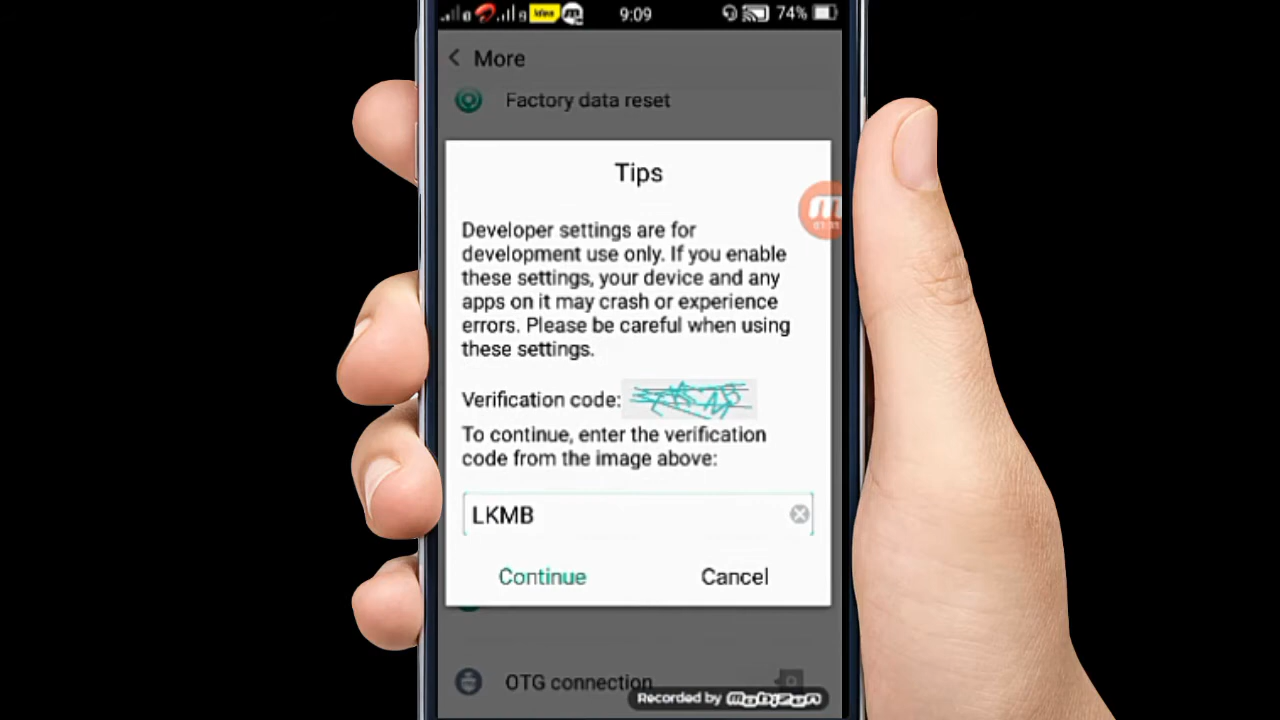 9:09 74%
More
Factory data reset
Tips
Developer settings are for
development use only. If you enable
these settings, your device and any
apps on it may crash or experience
errors. Please be careful when using
these settings.
Verification code:
To continue, enter the verification
code from the image above:
LKMB
Continue Cancel
OTG connection
Recorded by mobizen